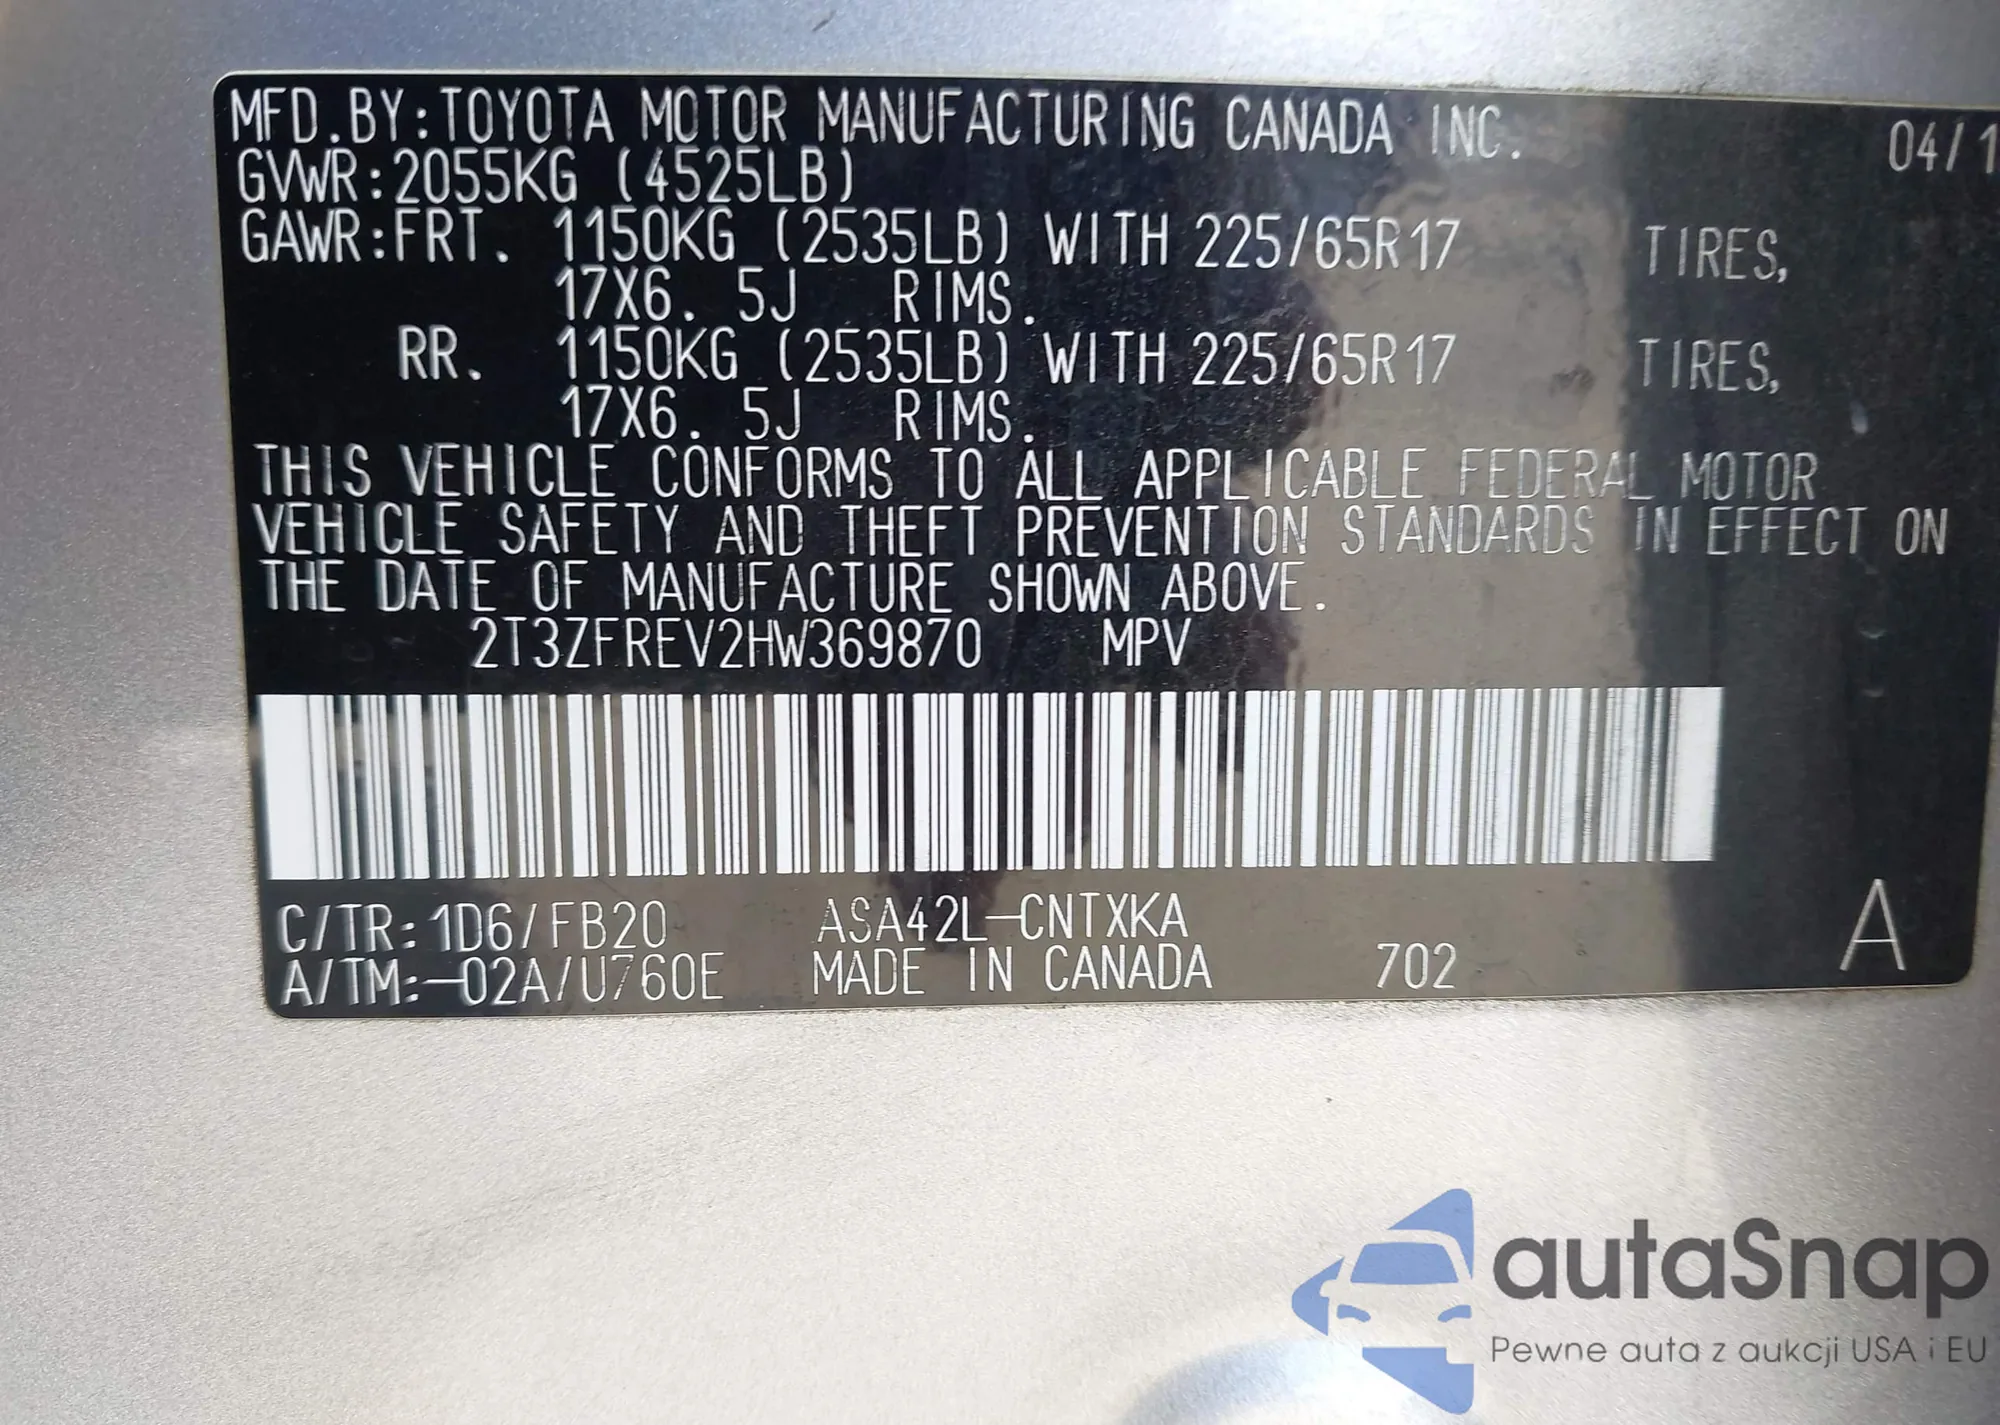 MFD.BY:TOYOTA MOTOR MANUFACTURING CANADA INC. 04/1
GVWR:2055KG (4525LB)
GAWR:FRT. 1150KG (2535LB) WITH 225/65R17 TIRES,
17X6.5J RIMS.
RR. 1150KG (2535LB) WITH 225/65R17 TIRES,
17X6.5J RIMS.
THIS VEHICLE CONFORMS TO ALL APPLICABLE FEDERAL MOTOR
VEHICLE SAFETY AND THEFT PREVENTION STANDARDS IN EFFECT ON
THE DATE OF MANUFACTURE SHOWN ABOVE.
2T3ZFREV2HW369870 MPV
C/TR:1D6/FB20 ASA42L-CNTXKA
A/TM:-02A/U760E MADE IN CANADA 702 A
autaSnap
Pewne auta z aukcji USA i EU